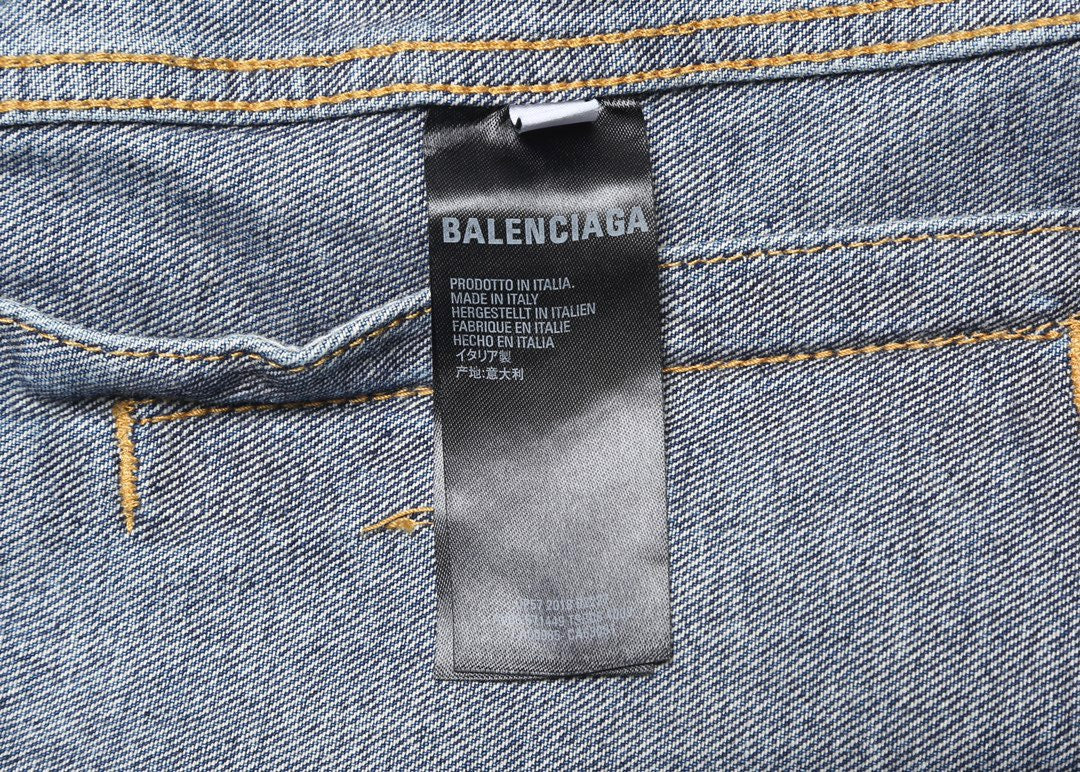 BALENCIAGA
PRODOTTO IN ITALIA.
MADE IN ITALY
HERGESTELLT IN ITALIEN
FABRIQUE EN ITALIE
HECHO EN ITALIA
イタリア製
产地:意大利